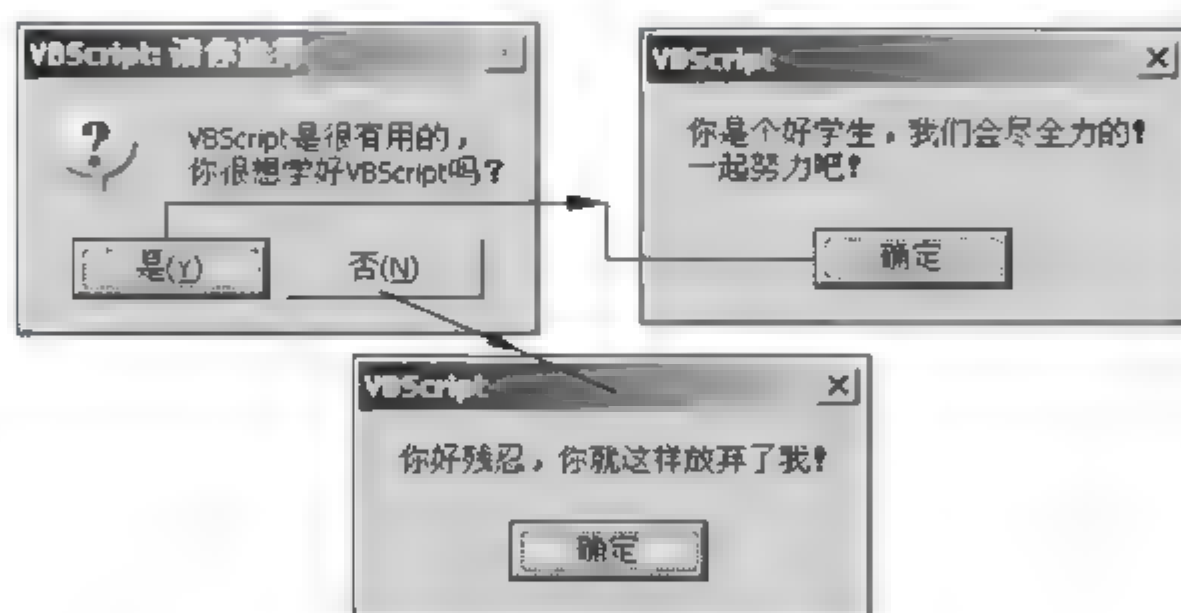 VBScript: 请你选择
VBScript是很有用的，
你很想学好VBScript吗？
是(Y)
否(N)
VBScript
你是个好学生，我们会尽全力的！
一起努力吧！
确定
VBScript
你好残忍，你就这样放弃了我！
确定